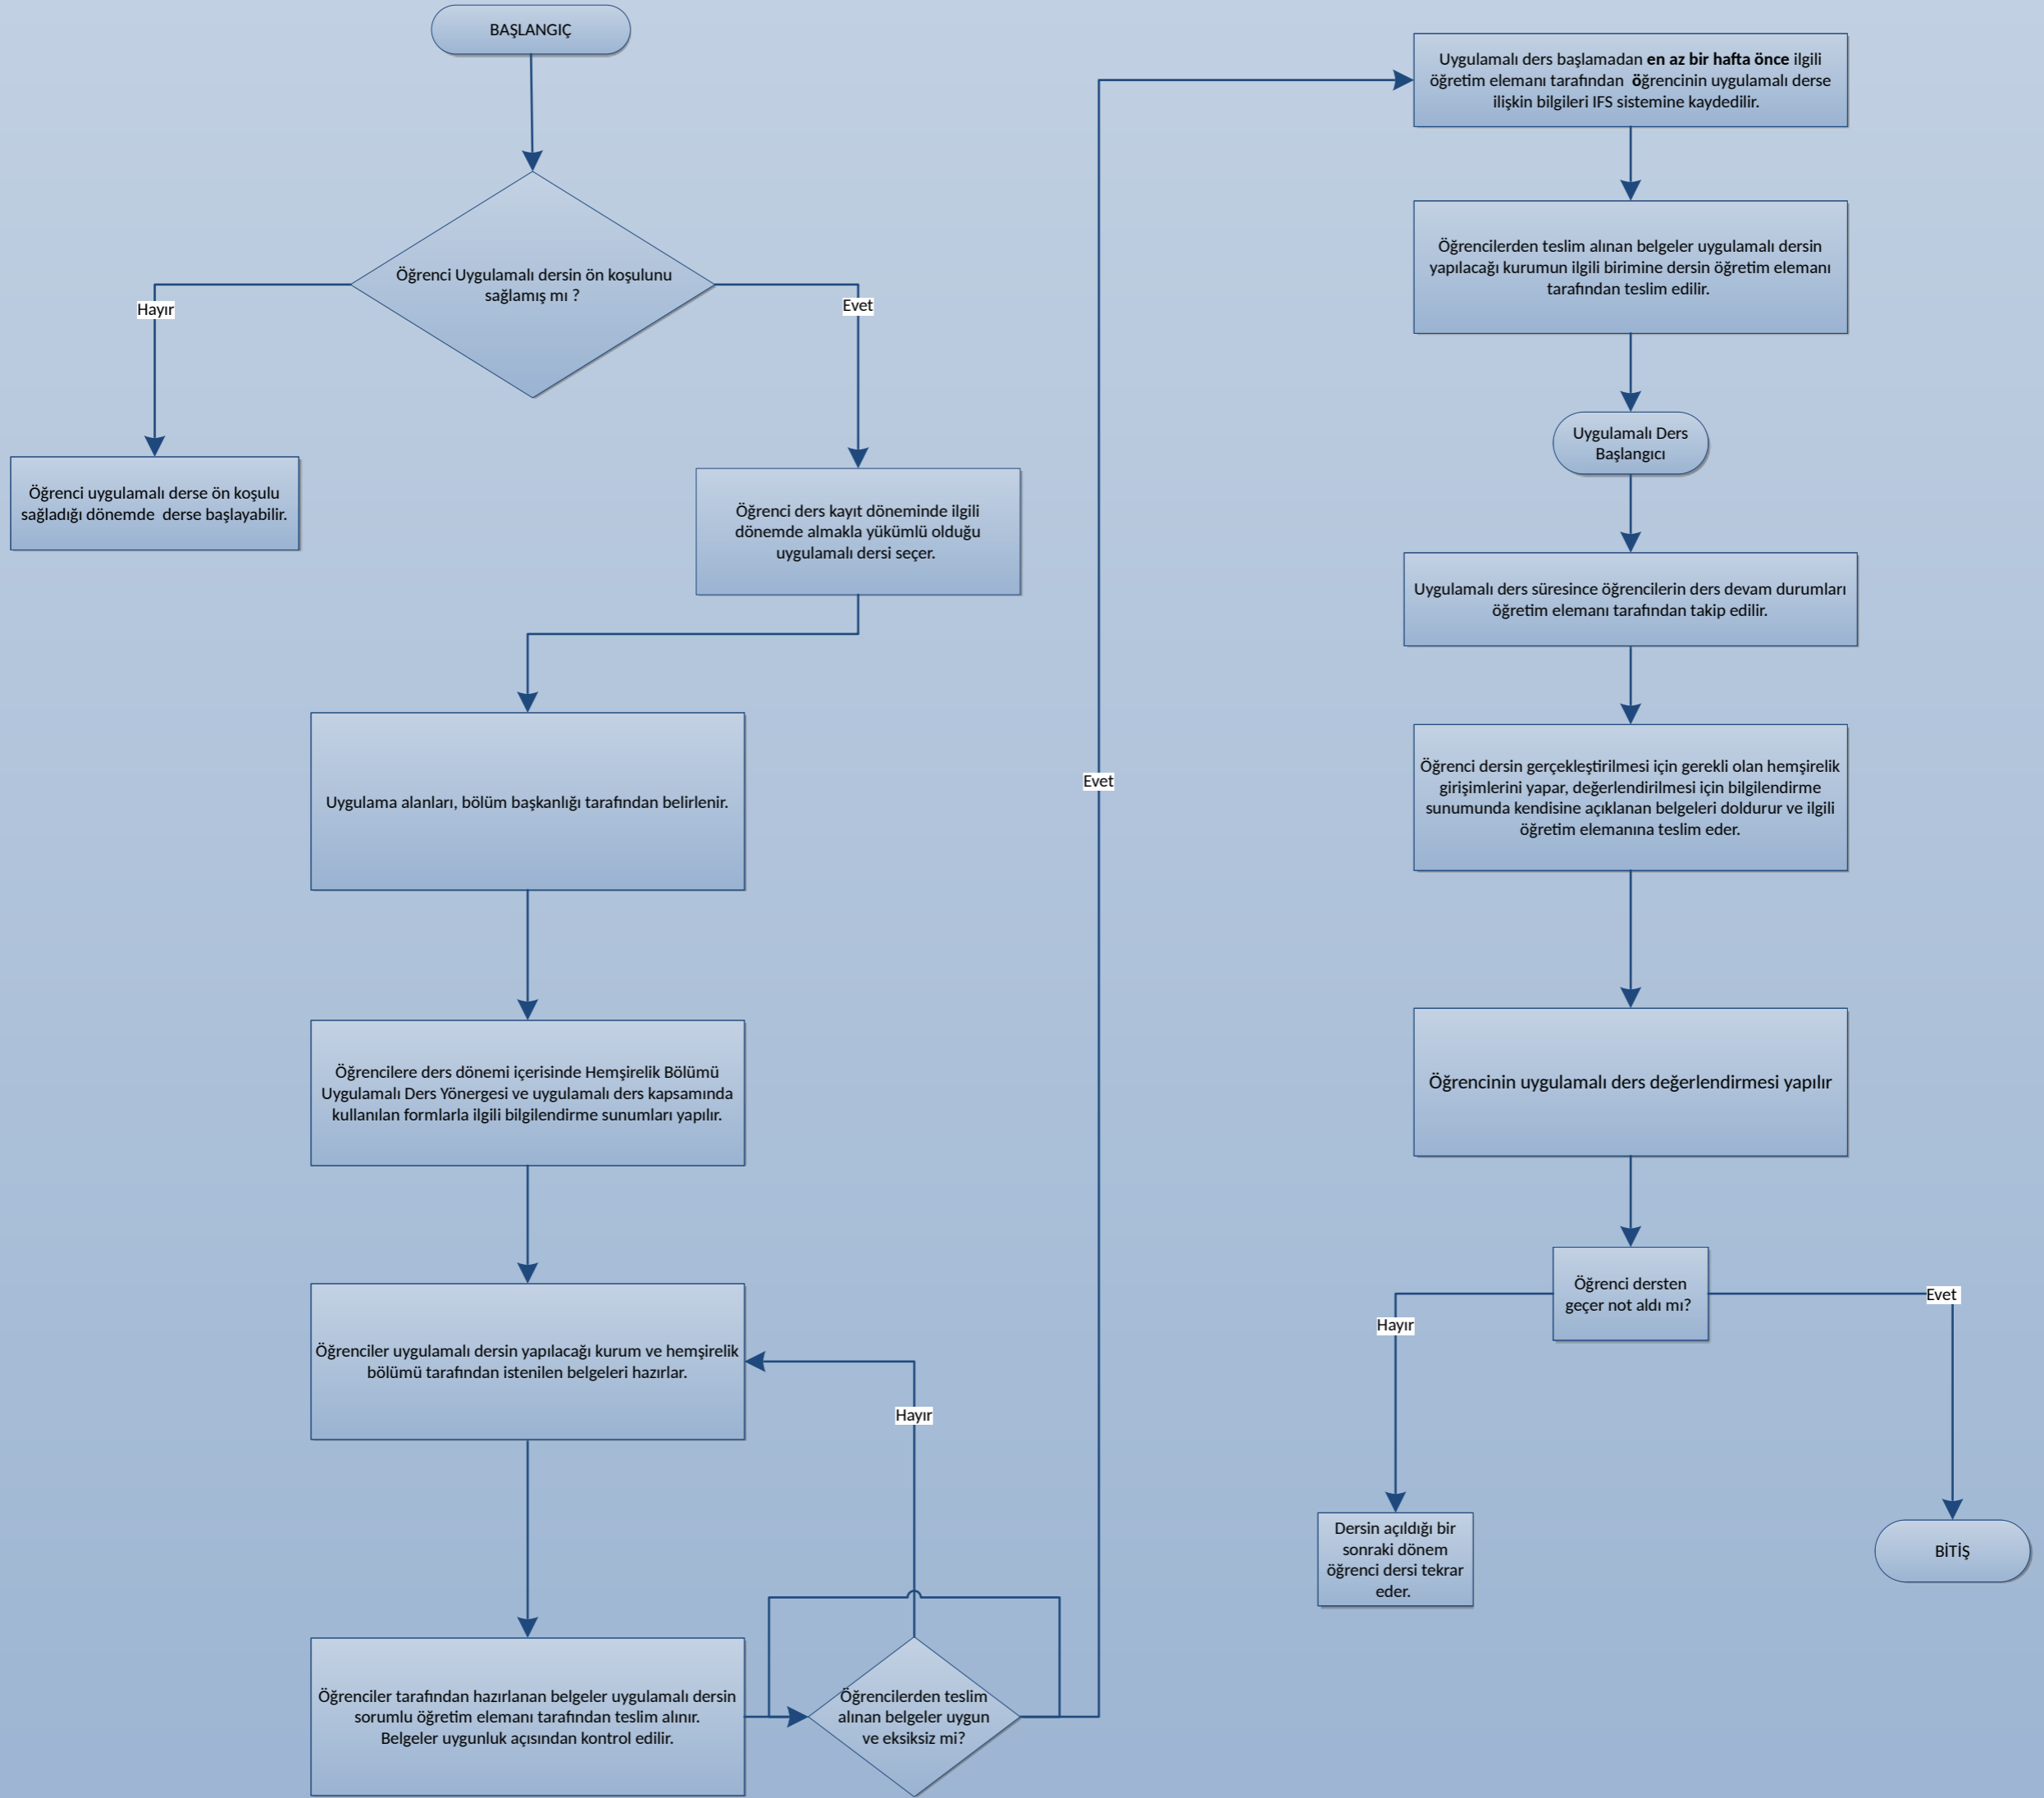 BAŞLANGIÇ
Öğrenci Uygulamalı dersin ön koşulunu
sağlamış mı ?
Hayır
Evet
Öğrenci uygulamalı derse ön koşulu
sağladığı dönemde  derse başlayabilir.
Öğrenci ders kayıt döneminde ilgili
dönemde almakla yükümlü olduğu
uygulamalı dersi seçer.
Uygulama alanları, bölüm başkanlığı tarafından belirlenir.
Öğrencilere ders dönemi içerisinde Hemşirelik Bölümü
Uygulamalı Ders Yönergesi ve uygulamalı ders kapsamında
kullanılan formlarla ilgili bilgilendirme sunumları yapılır.
Öğrenciler uygulamalı dersin yapılacağı kurum ve hemşirelik
bölümü tarafından istenilen belgeleri hazırlar.
Hayır
Öğrenciler tarafından hazırlanan belgeler uygulamalı dersin
sorumlu öğretim elemanı tarafından teslim alınır.
Belgeler uygunluk açısından kontrol edilir.
Öğrencilerden teslim
alınan belgeler uygun
ve eksiksiz mi?
Evet
Uygulamalı ders başlamadan en az bir hafta önce ilgili
öğretim elemanı tarafından  öğrencinin uygulamalı derse
ilişkin bilgileri IFS sistemine kaydedilir.
Öğrencilerden teslim alınan belgeler uygulamalı dersin
yapılacağı kurumun ilgili birimine dersin öğretim elemanı
tarafından teslim edilir.
Uygulamalı Ders
Başlangıcı
Uygulamalı ders süresince öğrencilerin ders devam durumları
öğretim elemanı tarafından takip edilir.
Öğrenci dersin gerçekleştirilmesi için gerekli olan hemşirelik
girişimlerini yapar, değerlendirilmesi için bilgilendirme
sunumunda kendisine açıklanan belgeleri doldurur ve ilgili
öğretim elemanına teslim eder.
Öğrencinin uygulamalı ders değerlendirmesi yapılır
Öğrenci dersten
geçer not aldı mı?
Hayır
Evet
Dersin açıldığı bir
sonraki dönem
öğrenci dersi tekrar
eder.
BİTİŞ